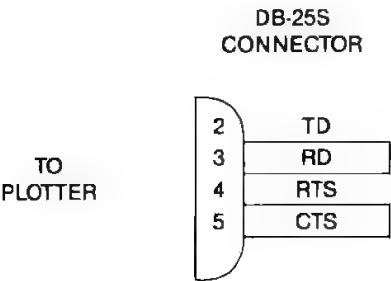 DB-25S
CONNECTOR
TO
PLOTTER
2 TD
3 RD
4 RTS
5 CTS